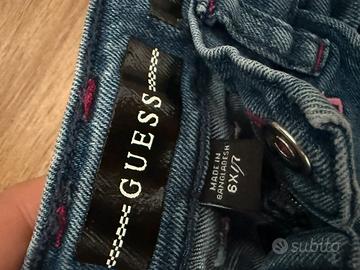 GUESS
MADE IN
BANGLADESH
6X/7
subito